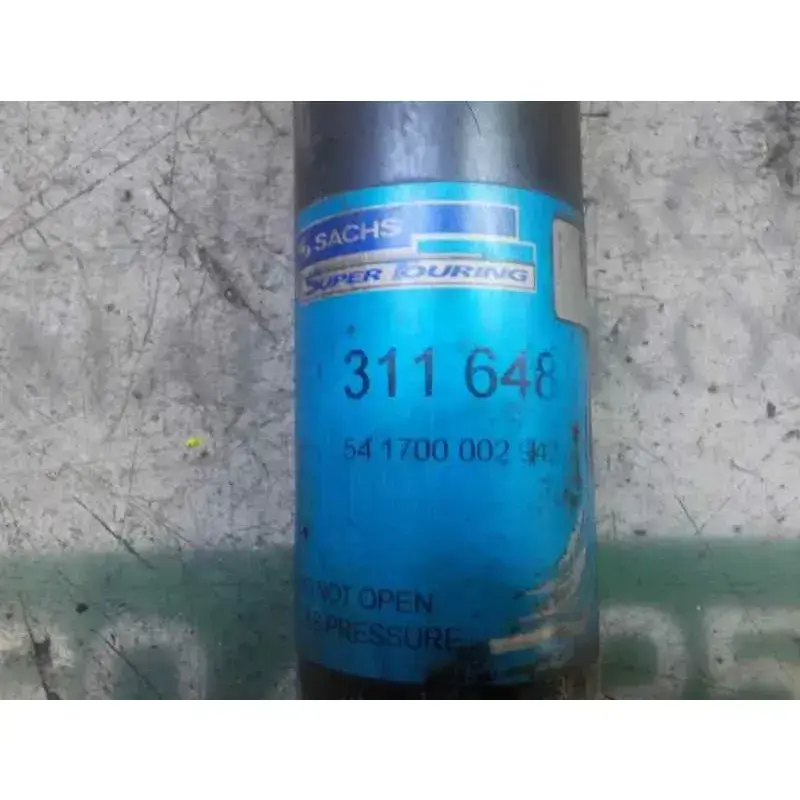 SACHS
SUPER TOURING
311 648
54 1700 002
NOT OPEN
PRESSURE